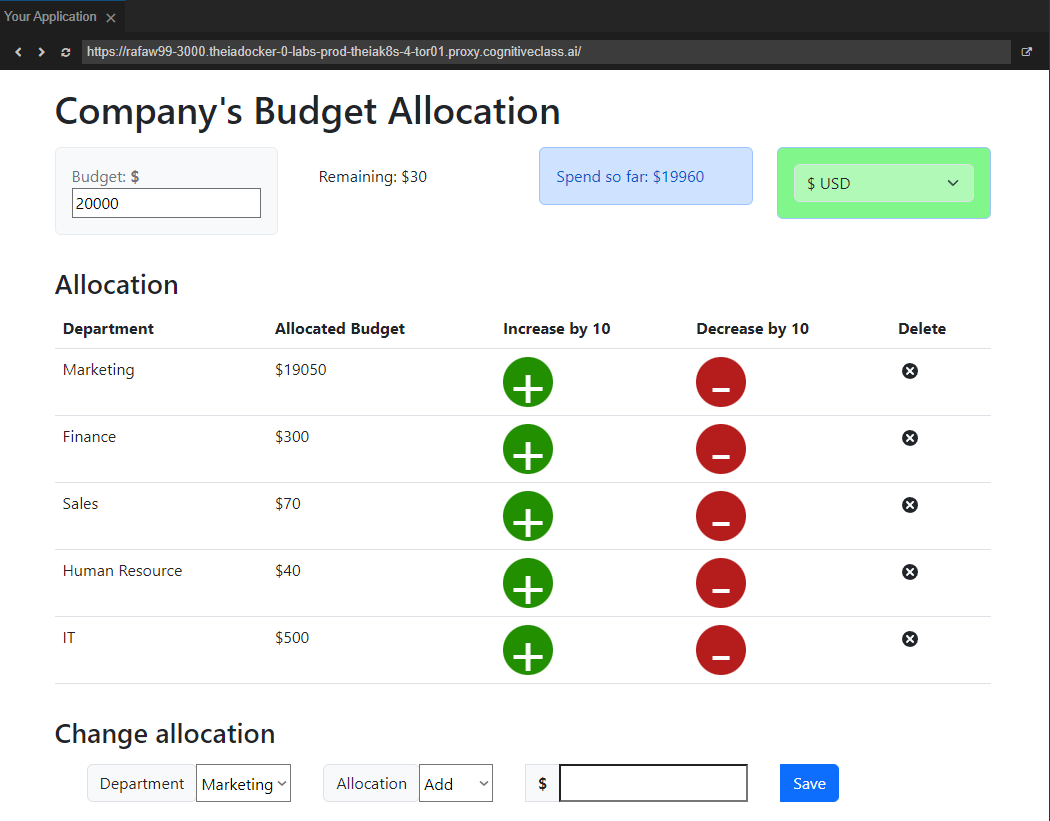 Your Application
https://rafaw99-3000.theiadocker-0-labs-prod-theiak8s-4-tor01.proxy.cognitiveclass.ai/
Company's Budget Allocation
Budget: $
20000
Remaining: $30
Spend so far: $19960
$ USD
Allocation
Department Allocated Budget Increase by 10 Decrease by 10 Delete
Marketing $19050
Finance $300
Sales $70
Human Resource $40
IT $500
Change allocation
Department Marketing Allocation Add $ Save